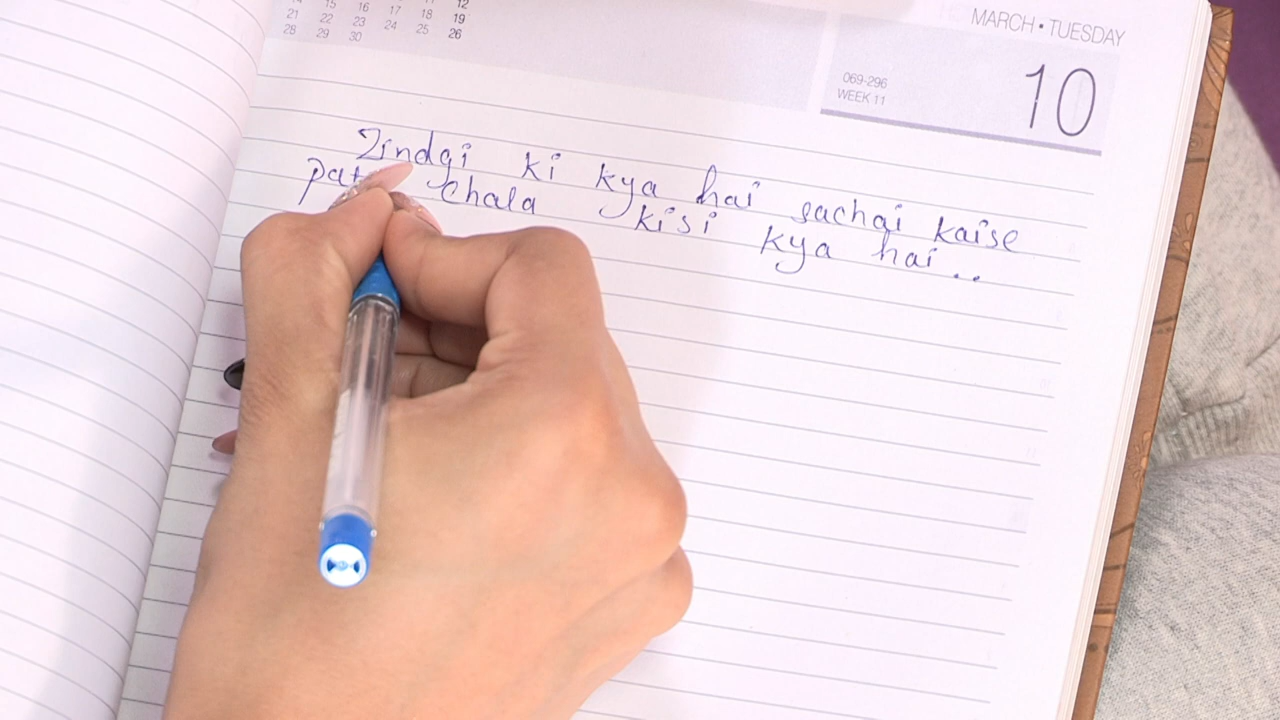 12
21 15 16 17 18 19
28 22 23 24 25 26
29 30
MARCH • TUESDAY
069-296
WEEK 11
10
Zindgi ki kya hai sachai kaise
chala kisi kya hai..